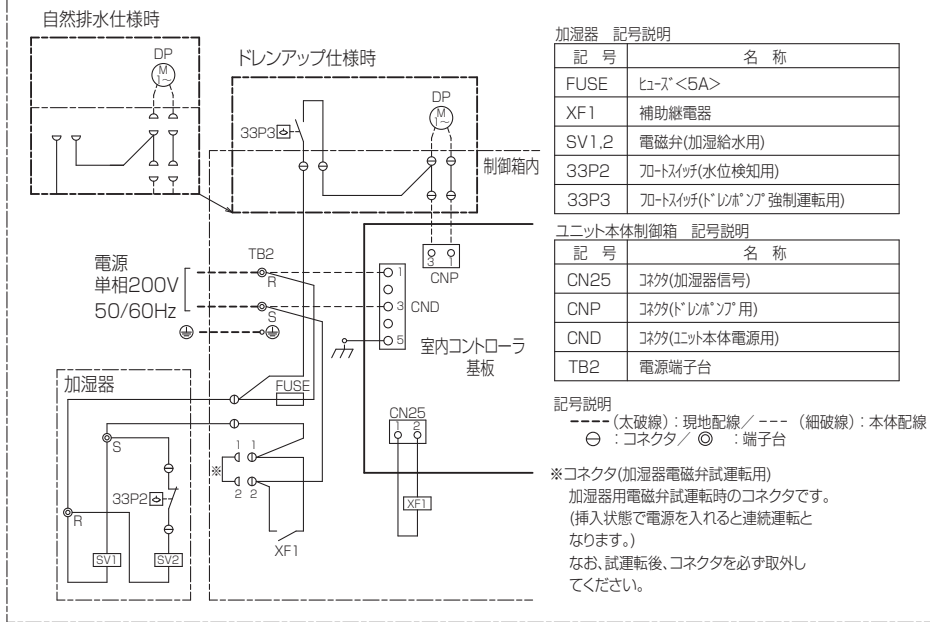 自然排水仕様時
DP
M
1～
ドレンアップ仕様時
DP
M
1～
33P3
制御箱内
電源
単相200V
50/60Hz
TB2
R
S
3 1
CNP
1
3 CND
5
室内コントローラ
基板
加湿器
FUSE
CN25
1 2
S
1 1
※
2 2
33P2
XF1
R
SV1
SV2
XF1
加湿器 記号説明
記 号 名 称
FUSE ﾋｭｰｽﾞ<5A>
XF1 補助継電器
SV1,2 電磁弁(加湿給水用)
33P2 ﾌﾛｰﾄｽｲｯﾁ(水位検知用)
33P3 ﾌﾛｰﾄｽｲｯﾁ(ﾄﾞﾚﾝﾎﾟﾝﾌﾟ強制運転用)
ユニット本体制御箱 記号説明
記 号 名 称
CN25 ｺﾈｸﾀ(加湿器信号)
CNP ｺﾈｸﾀ(ﾄﾞﾚﾝﾎﾟﾝﾌﾟ用)
CND ｺﾈｸﾀ(ﾕﾆｯﾄ本体電源用)
TB2 電源端子台
記号説明
---- (太破線)：現地配線／--- (細破線)：本体配線
⊖ ：コネクタ／ ◎ ：端子台
※コネクタ(加湿器電磁弁試運転用)
加湿器用電磁弁試運転時のコネクタです。
(挿入状態で電源を入れると連続運転と
なります。)
なお、試運転後、コネクタを必ず取外し
てください。